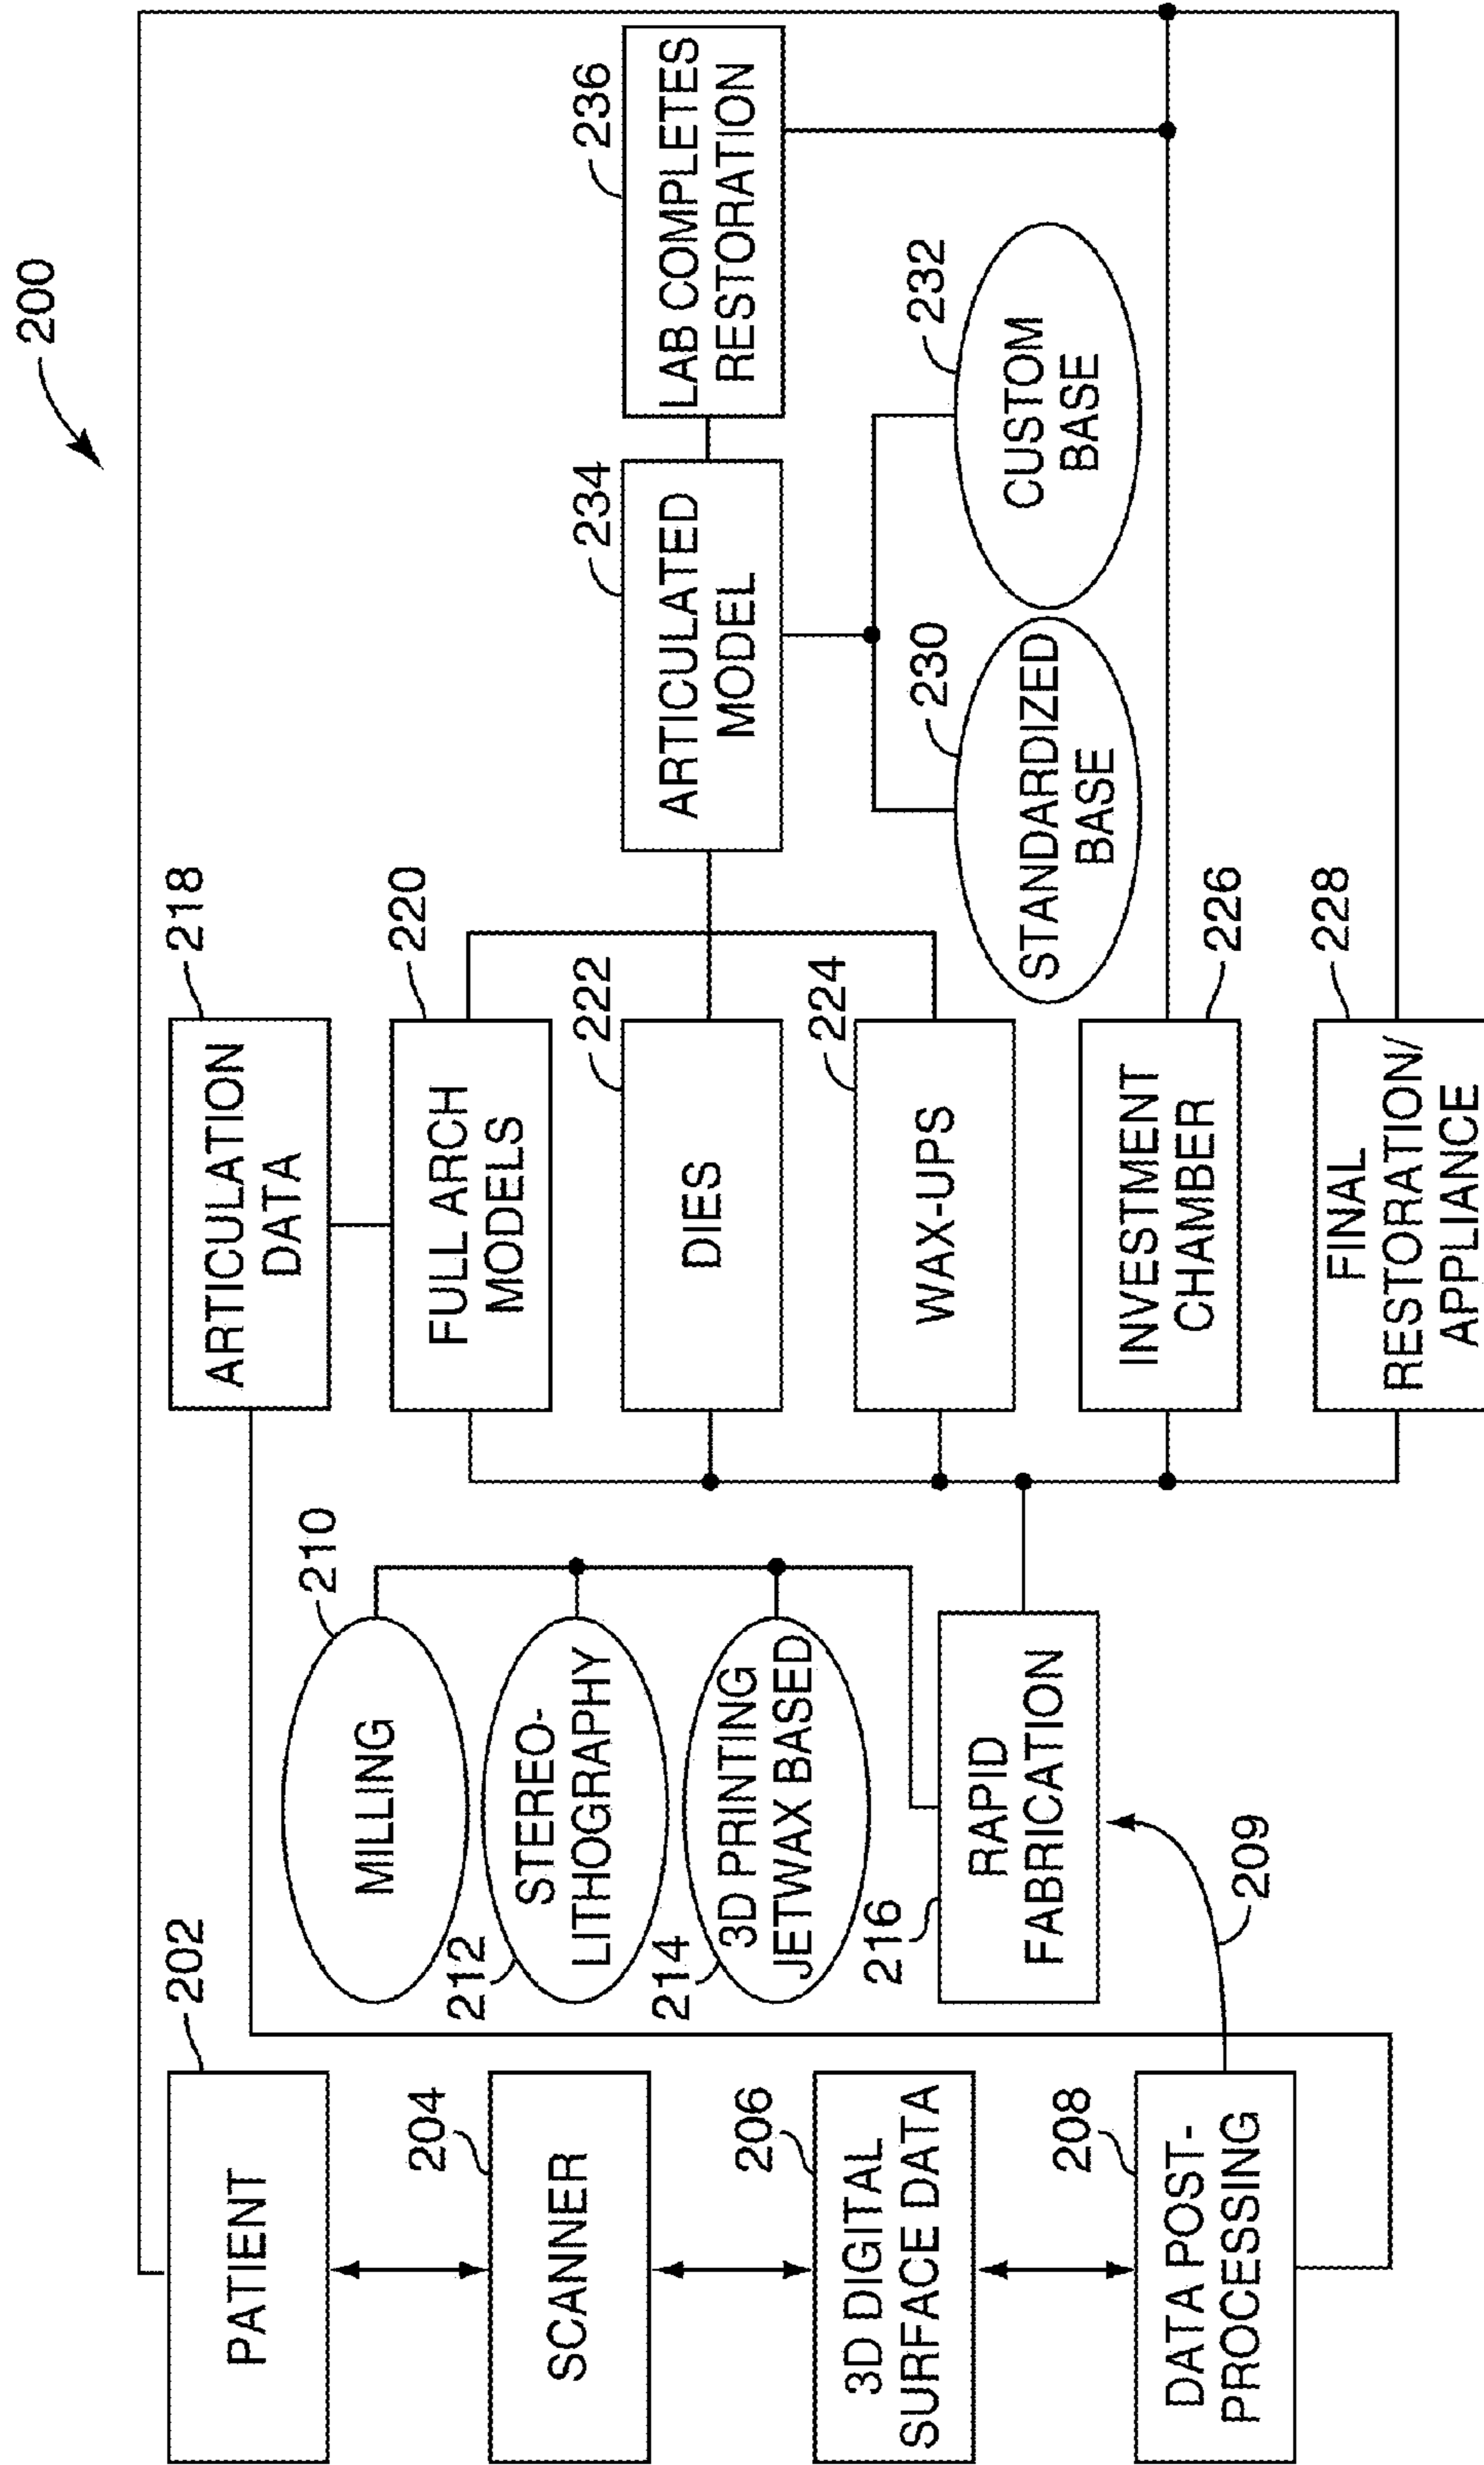 200
202
PATIENT
204
SCANNER
206
3D DIGITAL
SURFACE DATA
208
DATA POST-
PROCESSING
209
210
MILLING
212
STEREO-
LITHOGRAPHY
214
3D PRINTING
JETWAX BASED
216
RAPID
FABRICATION
218
ARTICULATION
DATA
220
FULL ARCH
MODELS
222
DIES
224
WAX-UPS
226
INVESTMENT
CHAMBER
228
FINAL
RESTORATION/
APPLIANCE
234
ARTICULATED
MODEL
230
STANDARDIZED
BASE
232
CUSTOM
BASE
236
LAB COMPLETES
RESTORATION